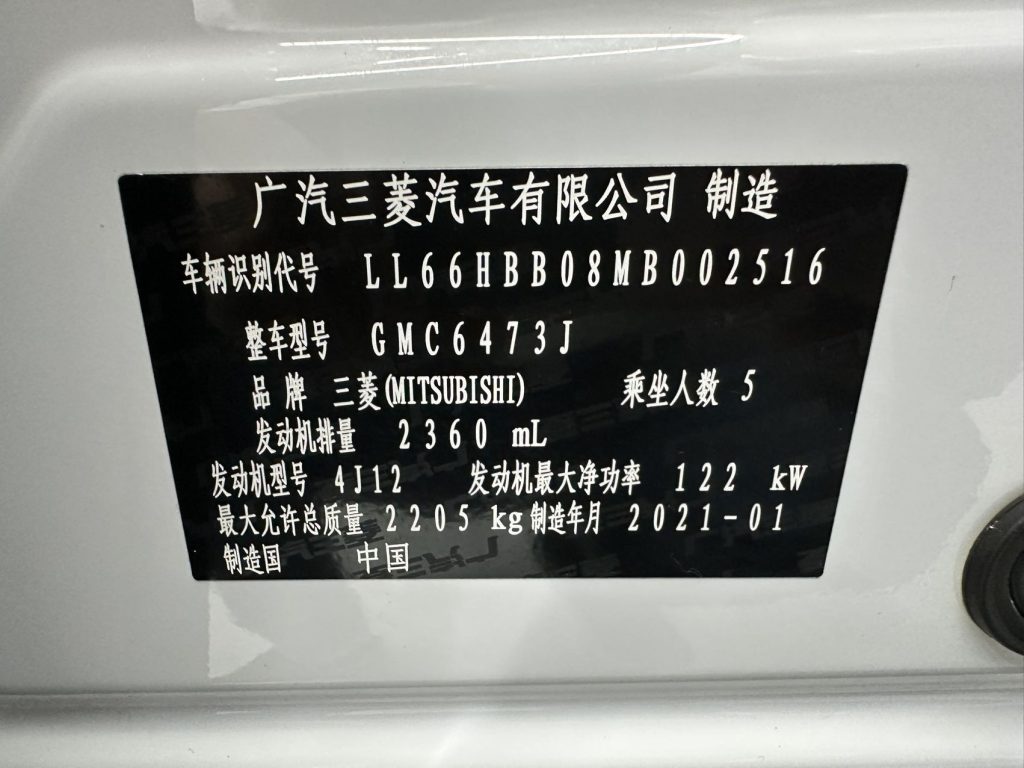 广汽三菱汽车有限公司 制造
车辆识别代号 LL66HBB08MB002516
整车型号 GMC6473J
品牌 三菱(MITSUBISHI) 乘坐人数 5
发动机排量 2360 mL
发动机型号 4J12 发动机最大净功率 122 kW
最大允许总质量 2205 kg 制造年月 2021-01
制造国 中国